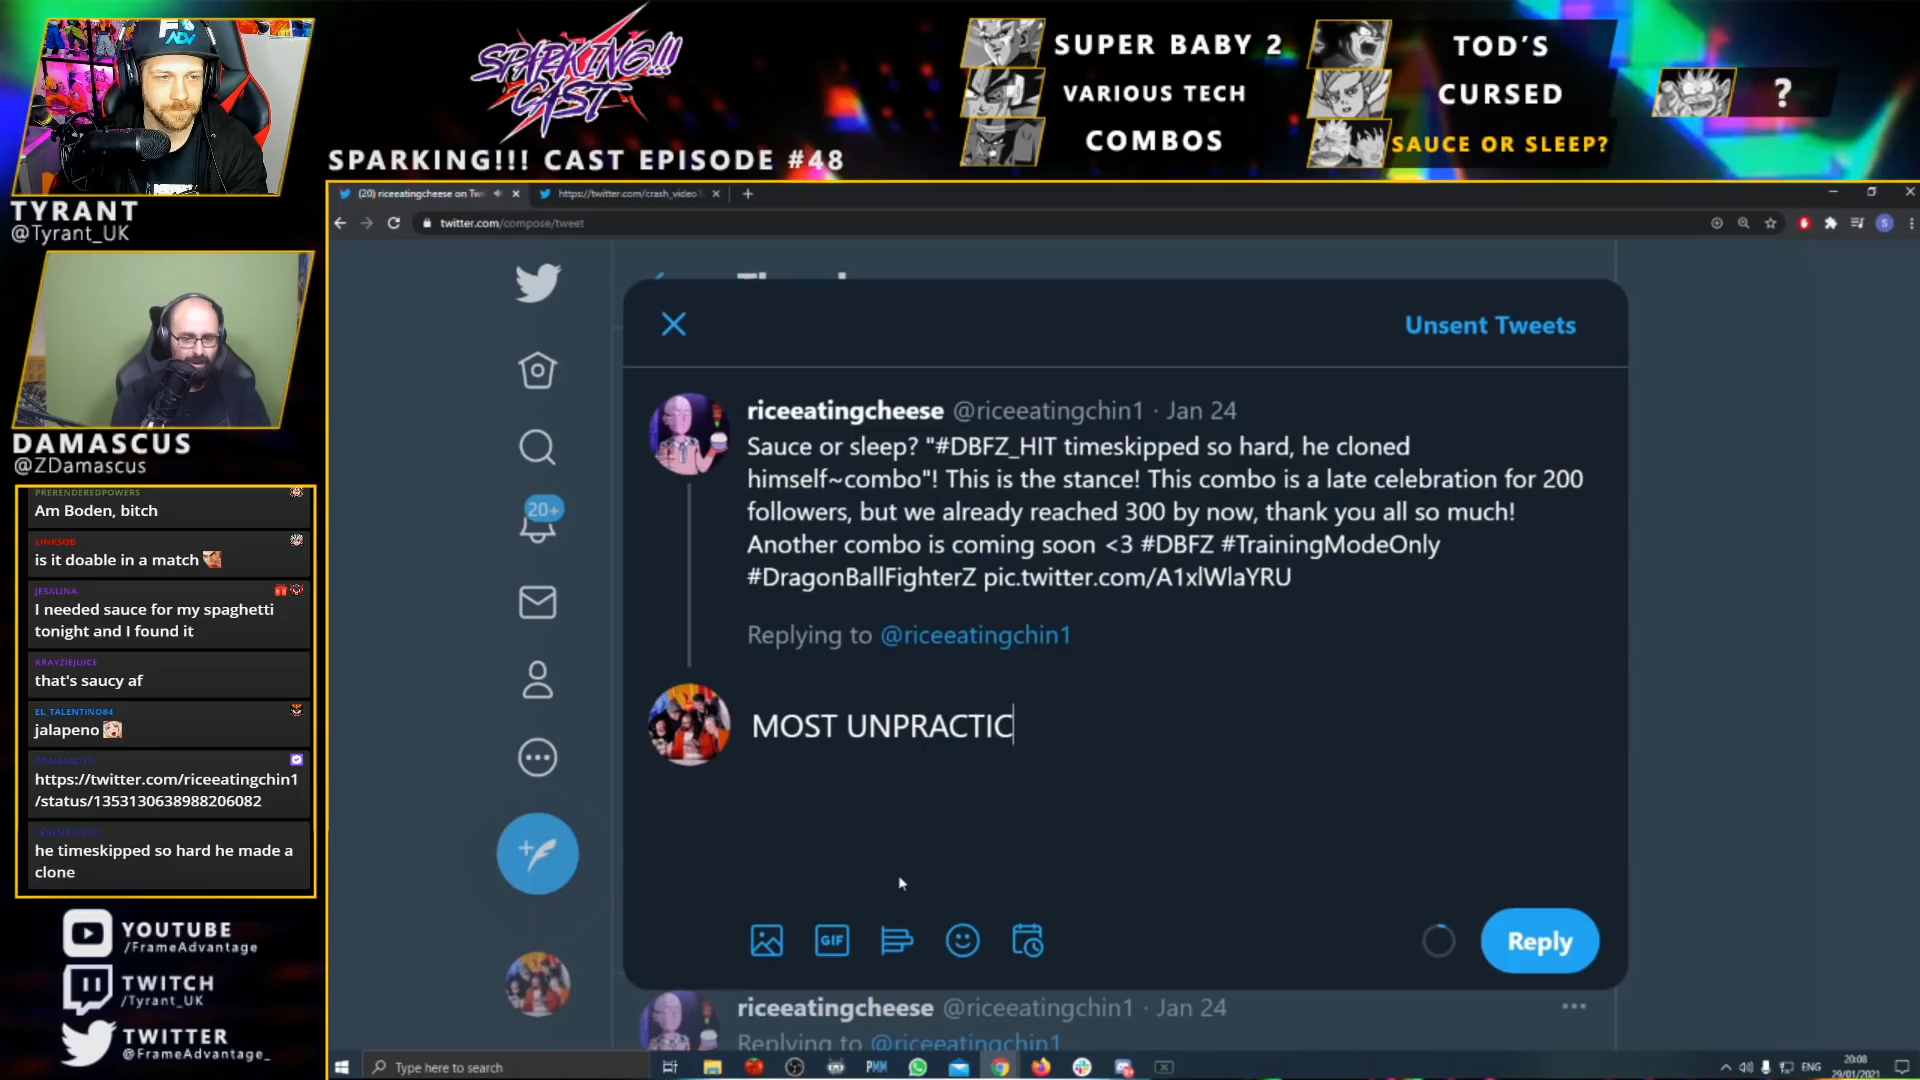 SPARKING!!!
CAST
SPARKING!!! CAST EPISODE #48
SUPER BABY 2
VARIOUS TECH
COMBOS
TOD'S
CURSED
SAUCE OR SLEEP?
?
TYRANT
@Tyrant_UK
DAMASCUS
@ZDamascus
PRERENDEREDPOWERS
Am Boden, bitch
LINKSOB
is it doable in a match
JESALINA
I needed sauce for my spaghetti
tonight and I found it
KRAYZIEJUICE
that's saucy af
EL_TALENTINO84
jalapeno
ZDAMASCUS
https://twitter.com/riceeatingchin1
/status/1353130638988206082
he timeskipped so hard he made a
clone
YOUTUBE
/FrameAdvantage
TWITCH
/Tyrant_UK
TWITTER
@FrameAdvantage_
(20) riceeatingcheese on Tw
https://twitter.com/crash_video
twitter.com/compose/tweet
S
20+
Unsent Tweets
riceeatingcheese @riceeatingchin1 · Jan 24
Sauce or sleep? "#DBFZ_HIT timeskipped so hard, he cloned
himself~combo"! This is the stance! This combo is a late celebration for 200
followers, but we already reached 300 by now, thank you all so much!
Another combo is coming soon <3 #DBFZ #TrainingModeOnly
#DragonBallFighterZ pic.twitter.com/A1xlWlaYRU
Replying to @riceeatingchin1
MOST UNPRACTIC
GIF
Reply
riceeatingcheese @riceeatingchin1 · Jan 24
Replying to @riceeatingchin1
Type here to search
PMM
ENG
20:08
29/01/2021